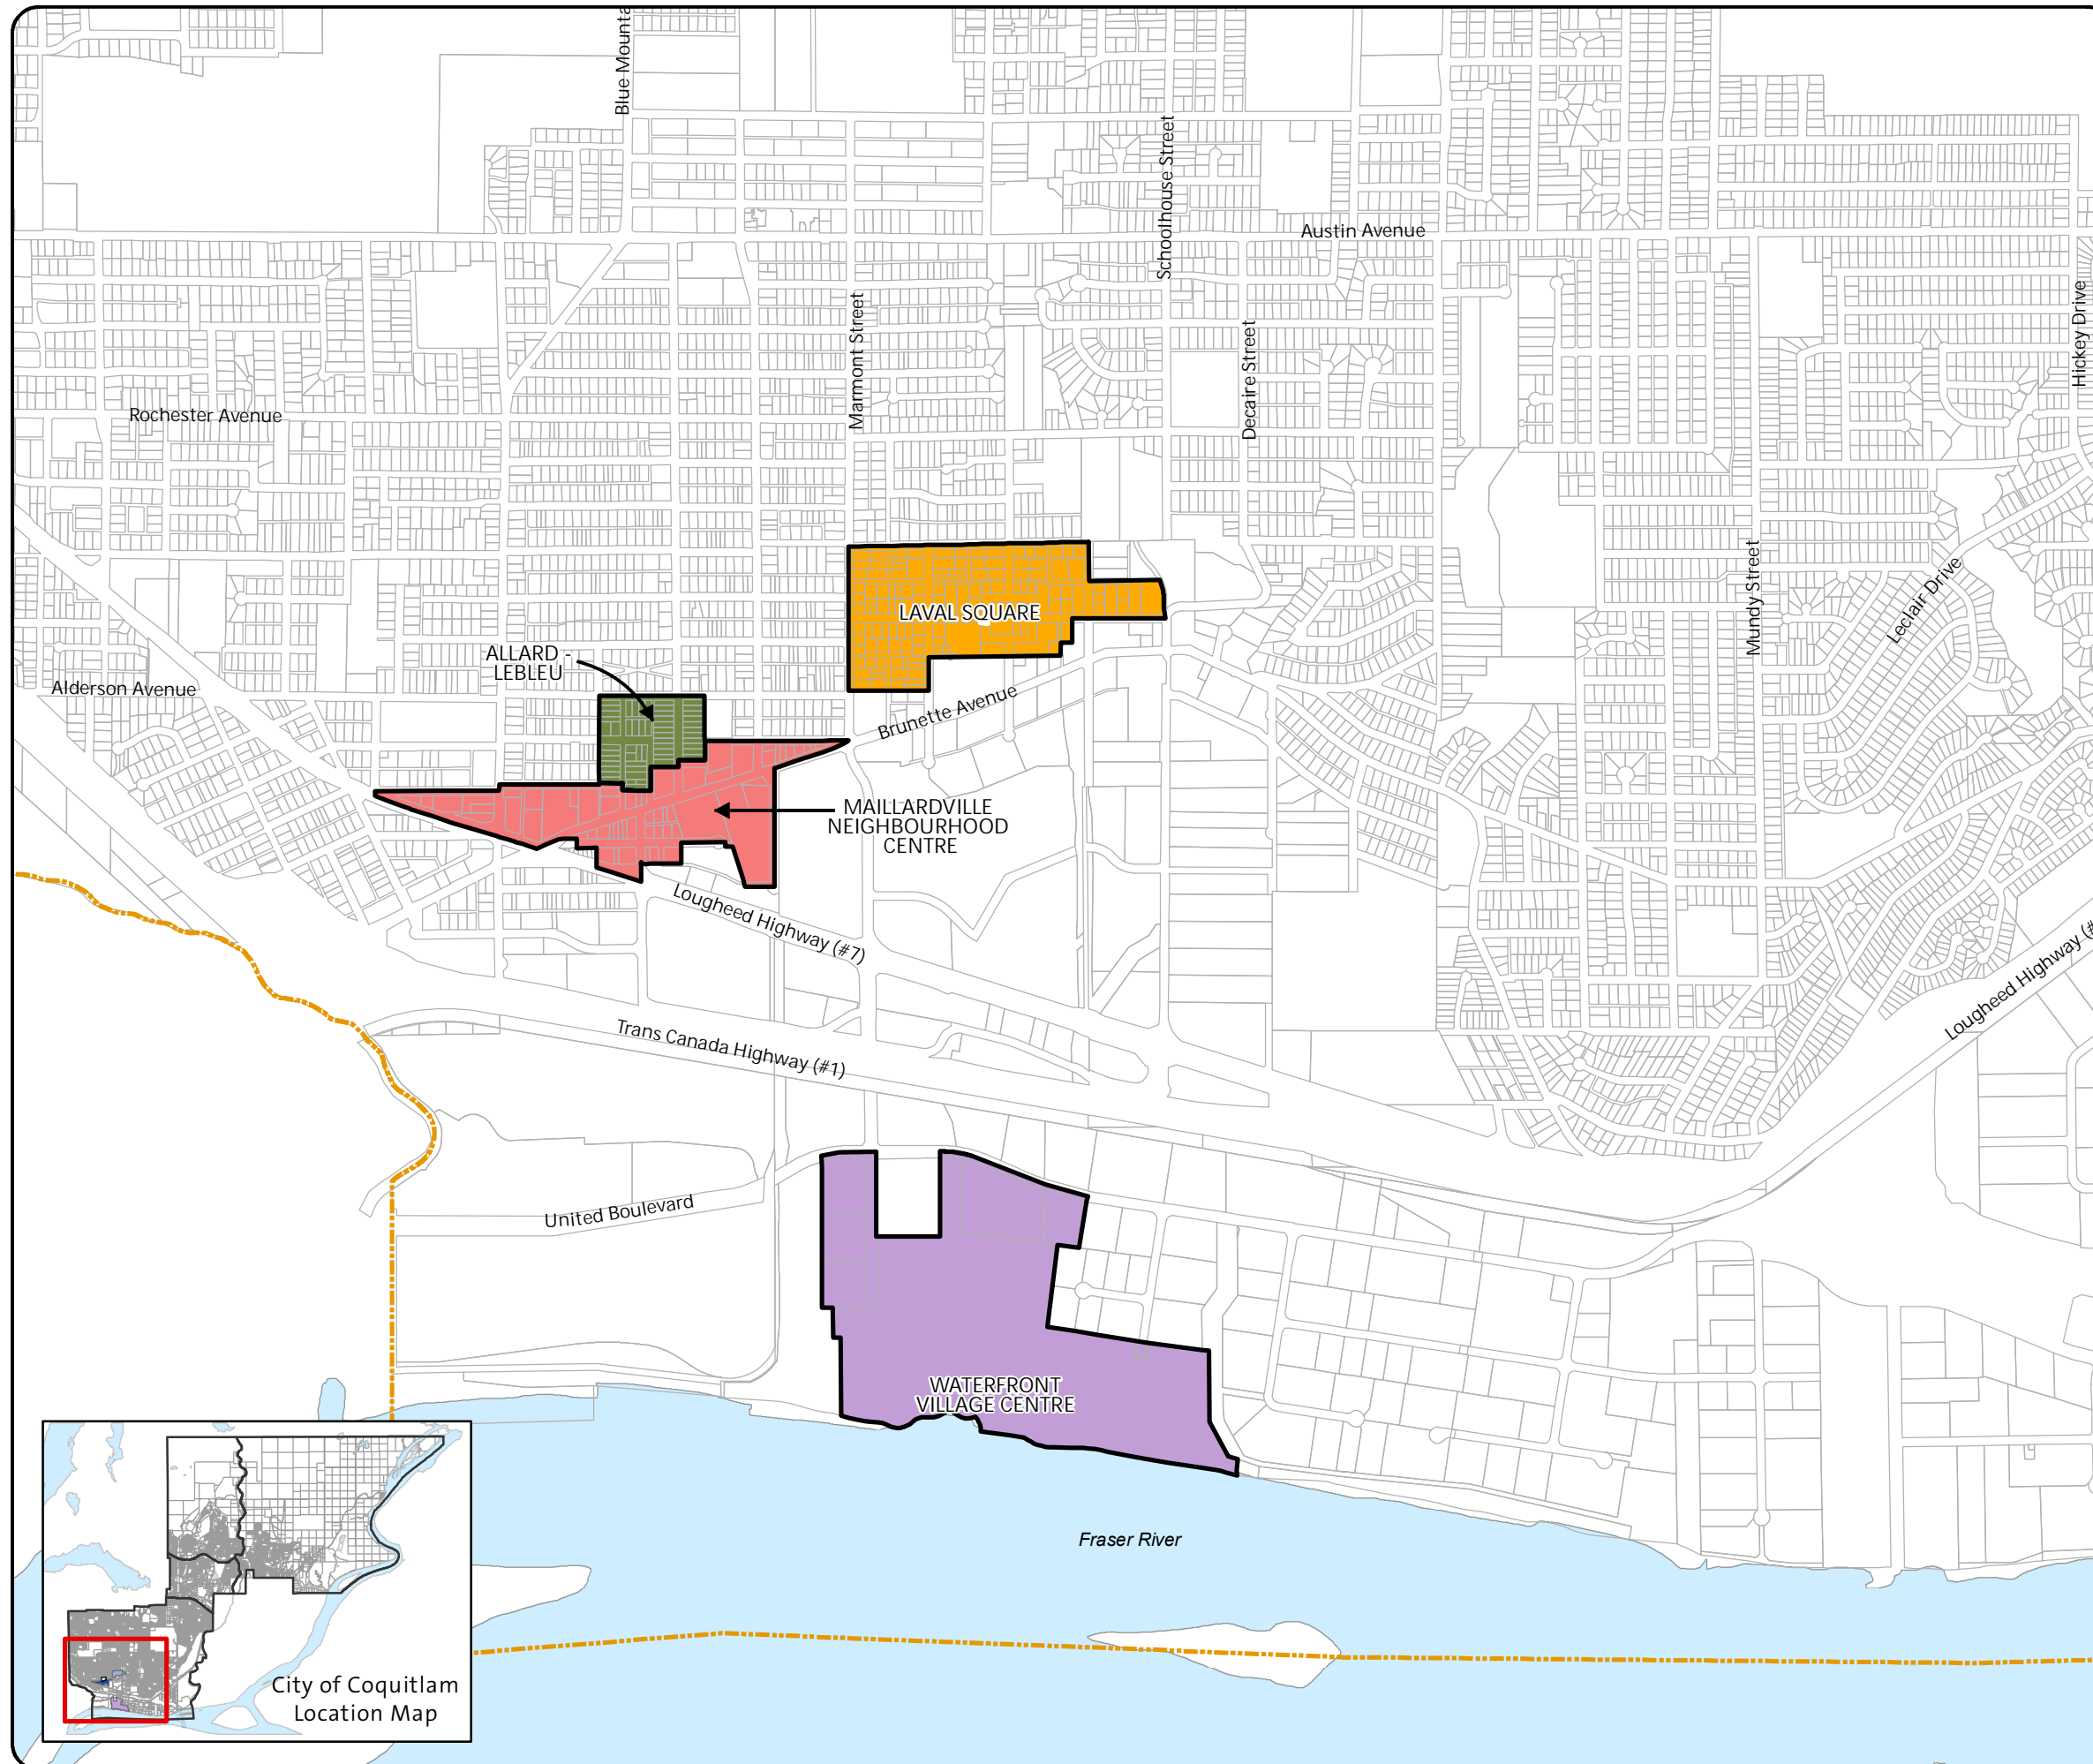 Blue Mounta
Schoolhouse Street
Austin Avenue
Hickey Drive
Marmont Street
Decaire Street
Rochester Avenue
Mundy Street
Leclair Drive
LAVAL SQUARE
ALLARD -
LEBLEU
Alderson Avenue
Brunette Avenue
MAILLARDVILLE
NEIGHBOURHOOD
CENTRE
Lougheed Highway (#7)
Lougheed Highway (#
Trans Canada Highway (#1)
United Boulevard
WATERFRONT
VILLAGE CENTRE
Fraser River
City of Coquitlam
Location Map